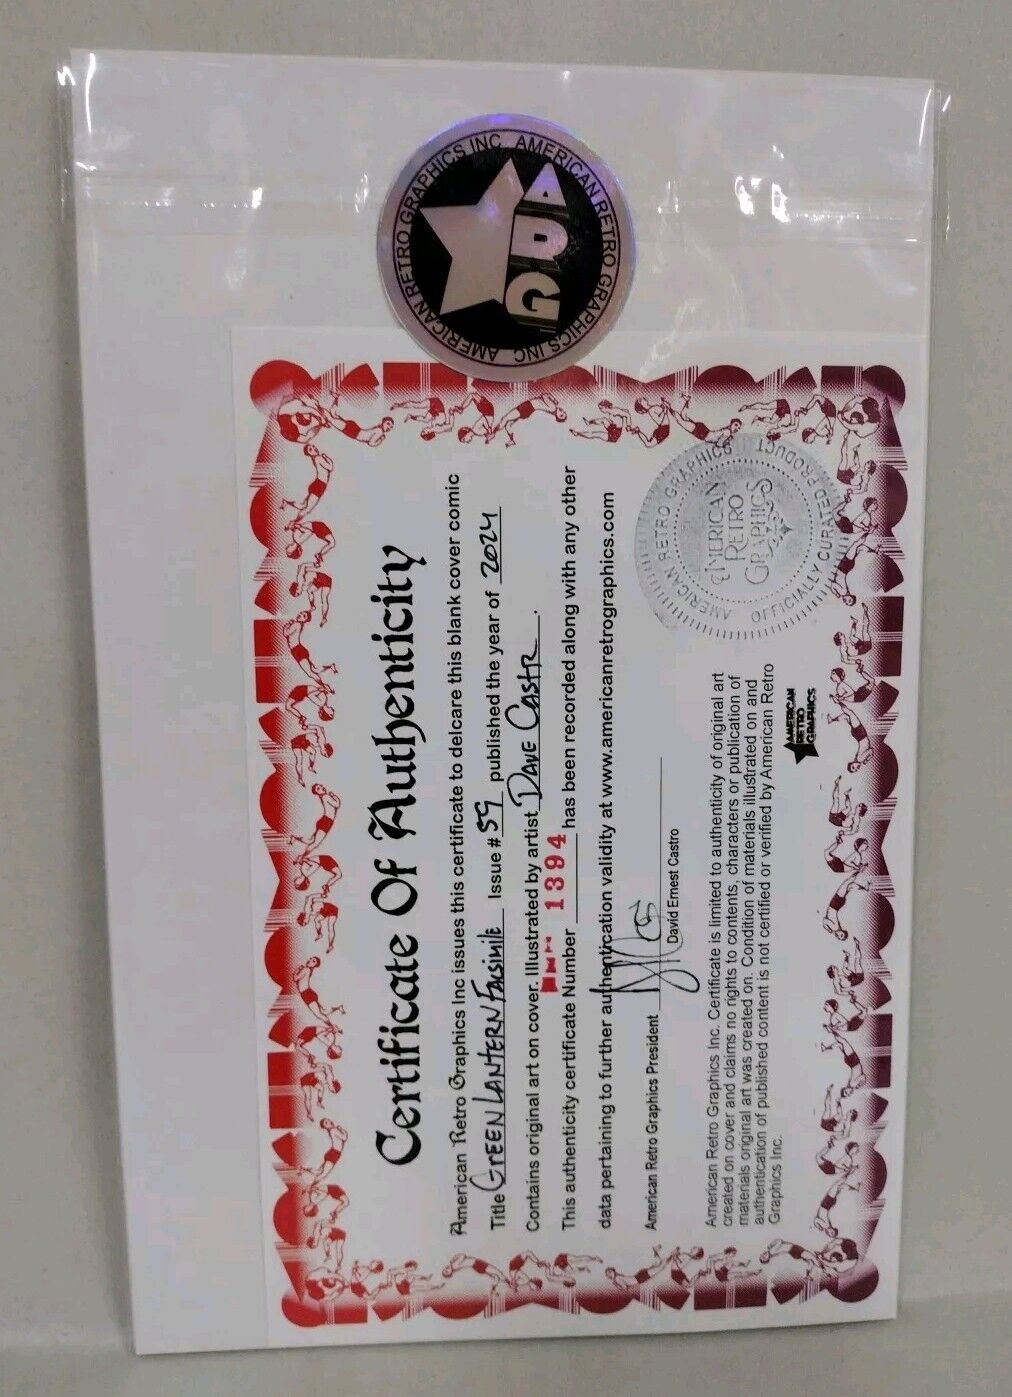 AMERICAN RETRO GRAPHICS INC. AMERICAN RETRO GRAPHICS INC.
Certificate Of Authenticity
American Retro Graphics Inc issues this certificate to delcare this blank cover comic
Title GREEN LANTERN FACSIMILE Issue # 59 published the year of 2024
Contains original art on cover. Illustrated by artist DAVE CASTR.
This authenticity certificate Number 1394 has been recorded along with any other
data pertaining to further authentication validity at www.americanretrographics.com
American Retro Graphics President
David Ernest Castro
AMERICAN RETRO GRAPHICS
AMERICAN
RETRO
GRAPHICS
OFFICIALLY CURATED PRODUCT
American Retro Graphics Inc. Certificate is limited to authenticity of original art
created on cover and claims no rights to contents, characters or publication of
materials original art was created on. Condition of materials illustrated on and
authentication of published content is not certified or verified by American Retro
Graphics Inc.
AMERICAN
RETRO
GRAPHICS